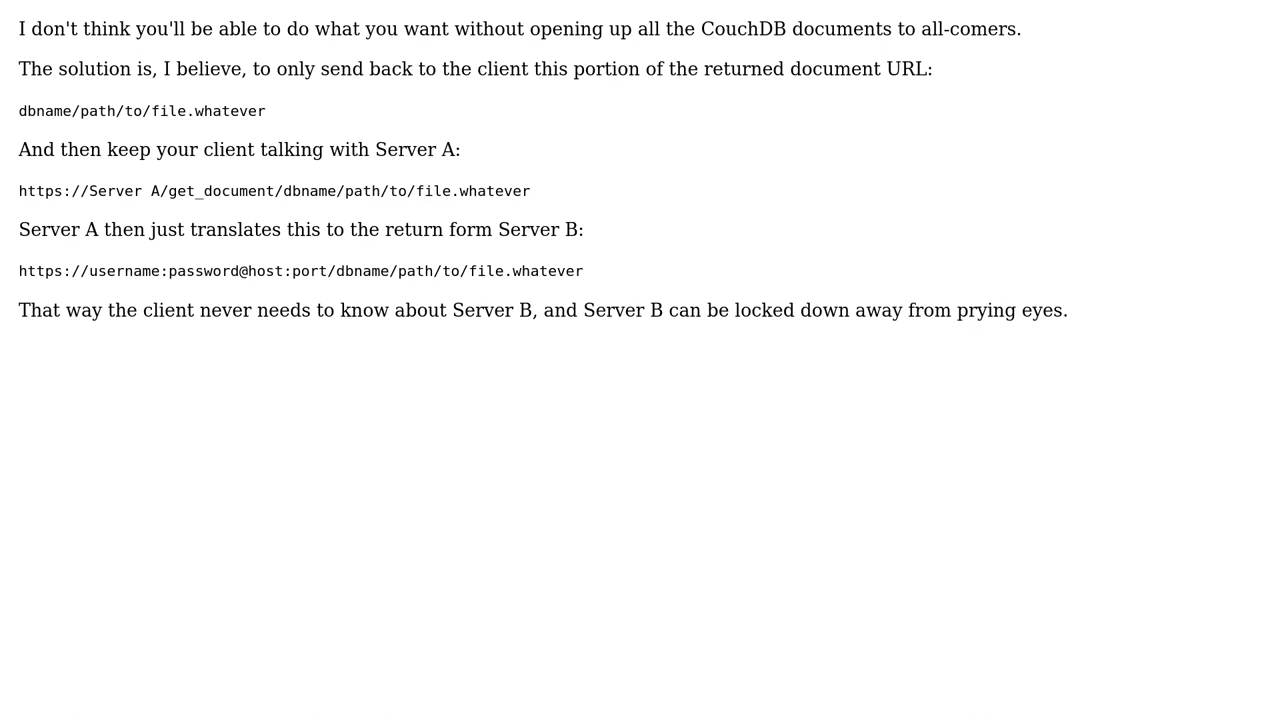 I don't think you'll be able to do what you want without opening up all the CouchDB documents to all-comers.
The solution is, I believe, to only send back to the client this portion of the returned document URL:
dbname/path/to/file.whatever
And then keep your client talking with Server A:
https://Server A/get_document/dbname/path/to/file.whatever
Server A then just translates this to the return form Server B:
https://username:password@host:port/dbname/path/to/file.whatever
That way the client never needs to know about Server B, and Server B can be locked down away from prying eyes.